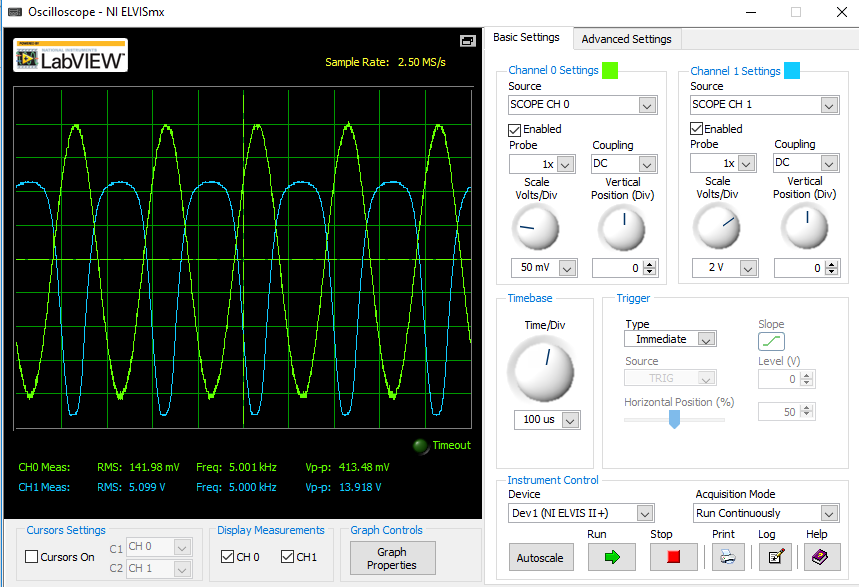 Oscilloscope - NI ELVISmx
POWERED BY
NATIONAL INSTRUMENTS
LabVIEW™
Sample Rate: 2.50 MS/s
Timeout
CH0 Meas: RMS: 141.98 mV Freq: 5.001 kHz Vp-p: 413.48 mV
CH1 Meas: RMS: 5.099 V Freq: 5.000 kHz Vp-p: 13.918 V
Cursors Settings
Cursors On
C1 CH 0
C2 CH 1
Display Measurements
CH 0 CH1
Graph Controls
Graph
Properties
Basic Settings Advanced Settings
Channel 0 Settings
Source
SCOPE CH 0
Enabled
Probe Coupling
1x DC
Scale Vertical
Volts/Div Position (Div)
50 mV 0
Channel 1 Settings
Source
SCOPE CH 1
Enabled
Probe Coupling
1x DC
Scale Vertical
Volts/Div Position (Div)
2 V 0
Timebase
Time/Div
100 us
Trigger
Type Slope
Immediate
Source Level (V)
TRIG 0
Horizontal Position (%)
50
Instrument Control
Device Acquisition Mode
Dev1 (NI ELVIS II+) Run Continuously
Run Stop Print Log Help
Autoscale